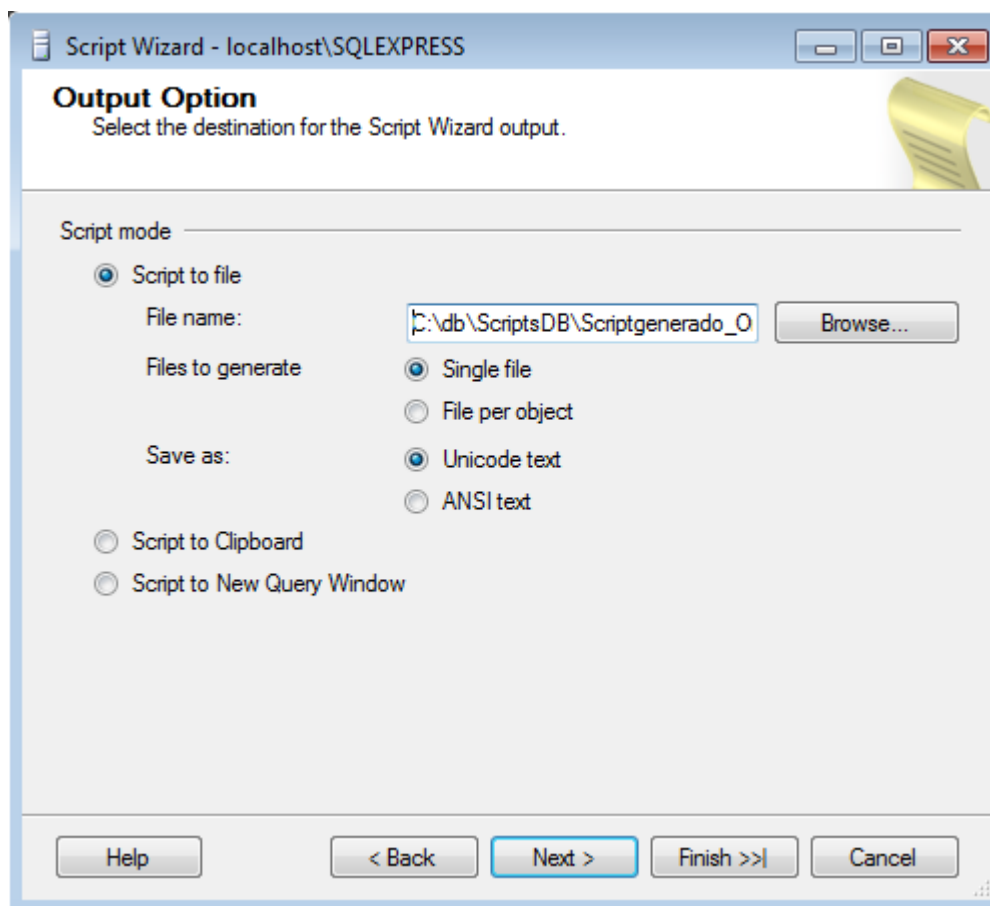 Script Wizard - localhost\SQLEXPRESS
Output Option
Select the destination for the Script Wizard output.
Script mode
Script to file
File name:
C:\db\ScriptsDB\Scriptgenerado_O
Browse...
Files to generate
Single file
File per object
Save as:
Unicode text
ANSI text
Script to Clipboard
Script to New Query Window
Help
< Back
Next >
Finish >>|
Cancel